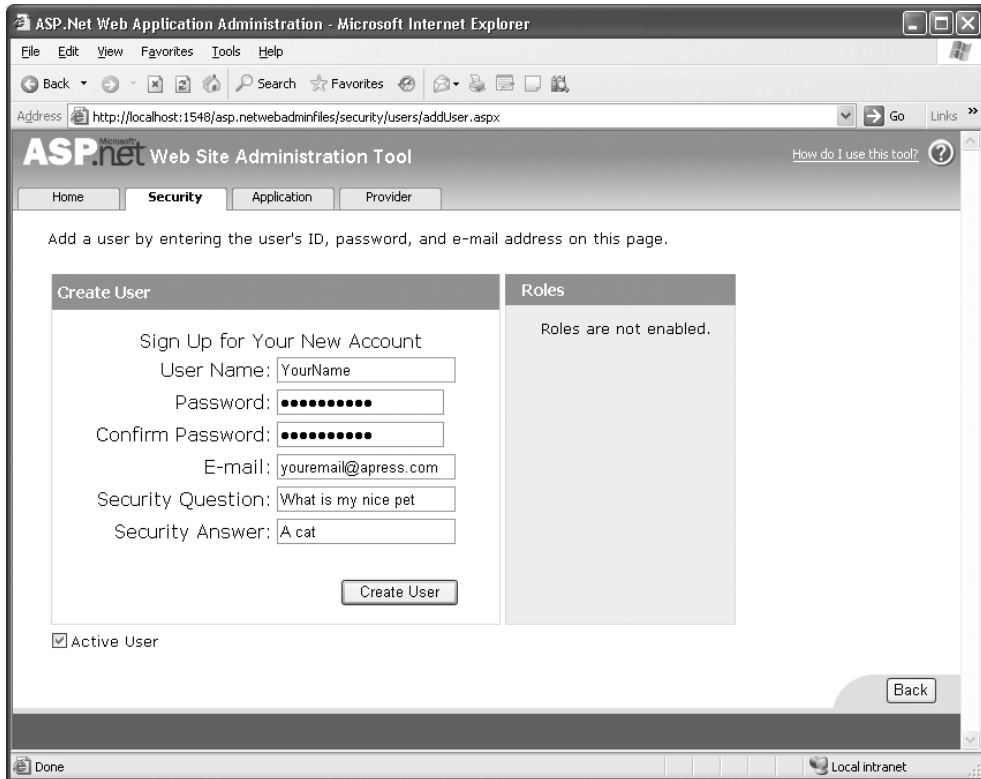 ASP.Net Web Application Administration - Microsoft Internet Explorer
File Edit View Favorites Tools Help
Back Search Favorites
Address http://localhost:1548/asp.netwebadminfiles/security/users/addUser.aspx Go Links »
Microsoft
ASP.net Web Site Administration Tool How do I use this tool? ?
Home Security Application Provider
Add a user by entering the user's ID, password, and e-mail address on this page.
Create User Roles
Roles are not enabled.
Sign Up for Your New Account
User Name: YourName
Password: ●●●●●●●●●●
Confirm Password: ●●●●●●●●●●
E-mail: youremail@apress.com
Security Question: What is my nice pet
Security Answer: A cat
Create User
Active User
Back
Done Local intranet